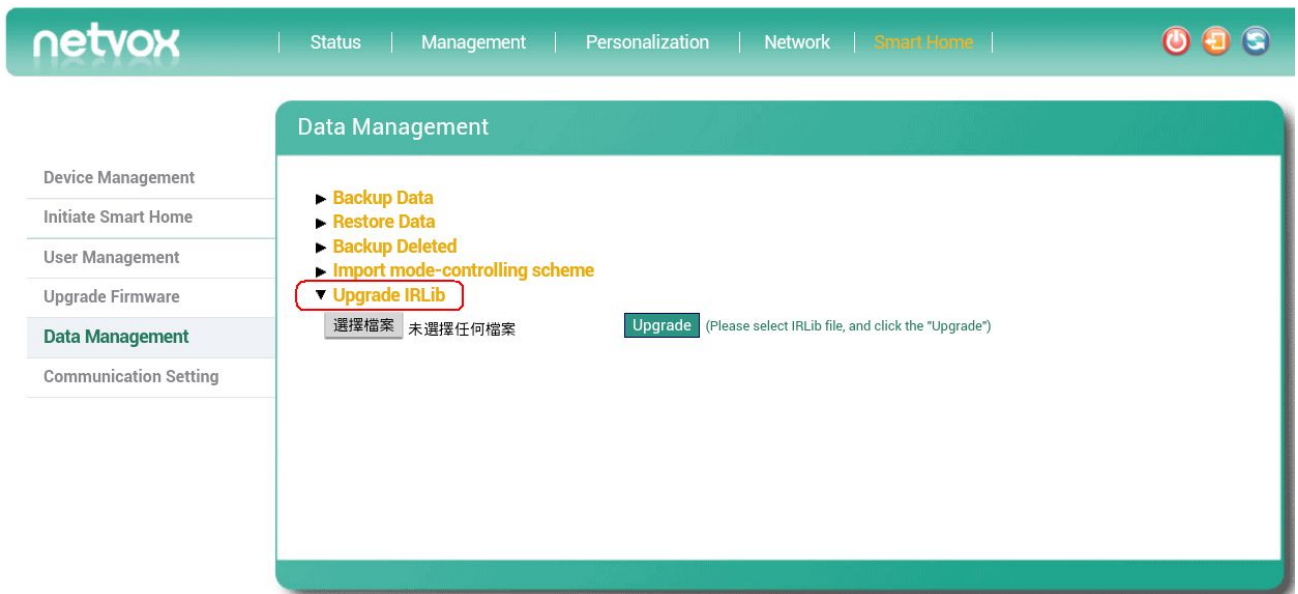 netvox
Status
Management
Personalization
Network
Smart Home
Data Management
Device Management
Initiate Smart Home
User Management
Upgrade Firmware
Data Management
Communication Setting
Backup Data
Restore Data
Backup Deleted
Import mode-controlling scheme
Upgrade IRLib
選擇檔案 未選擇任何檔案 Upgrade (Please select IRLib file, and click the "Upgrade")